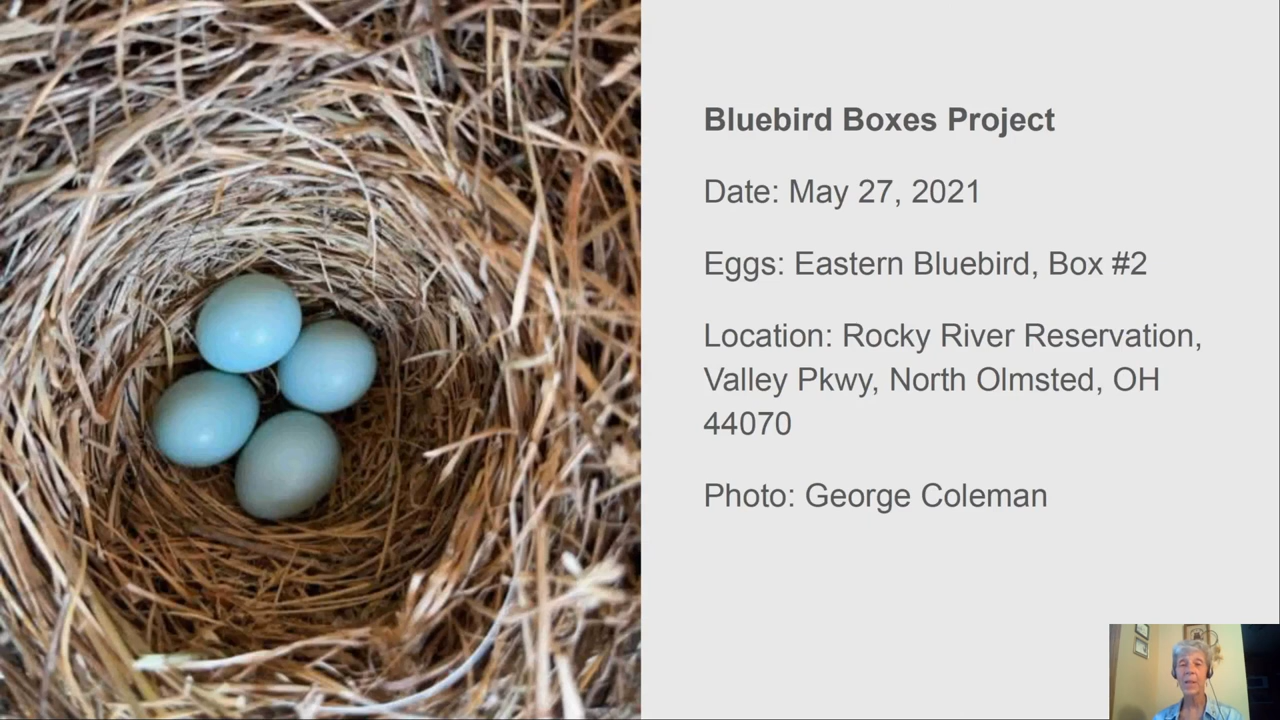 Bluebird Boxes Project
Date: May 27, 2021
Eggs: Eastern Bluebird, Box #2
Location: Rocky River Reservation,
Valley Pkwy, North Olmsted, OH
44070
Photo: George Coleman